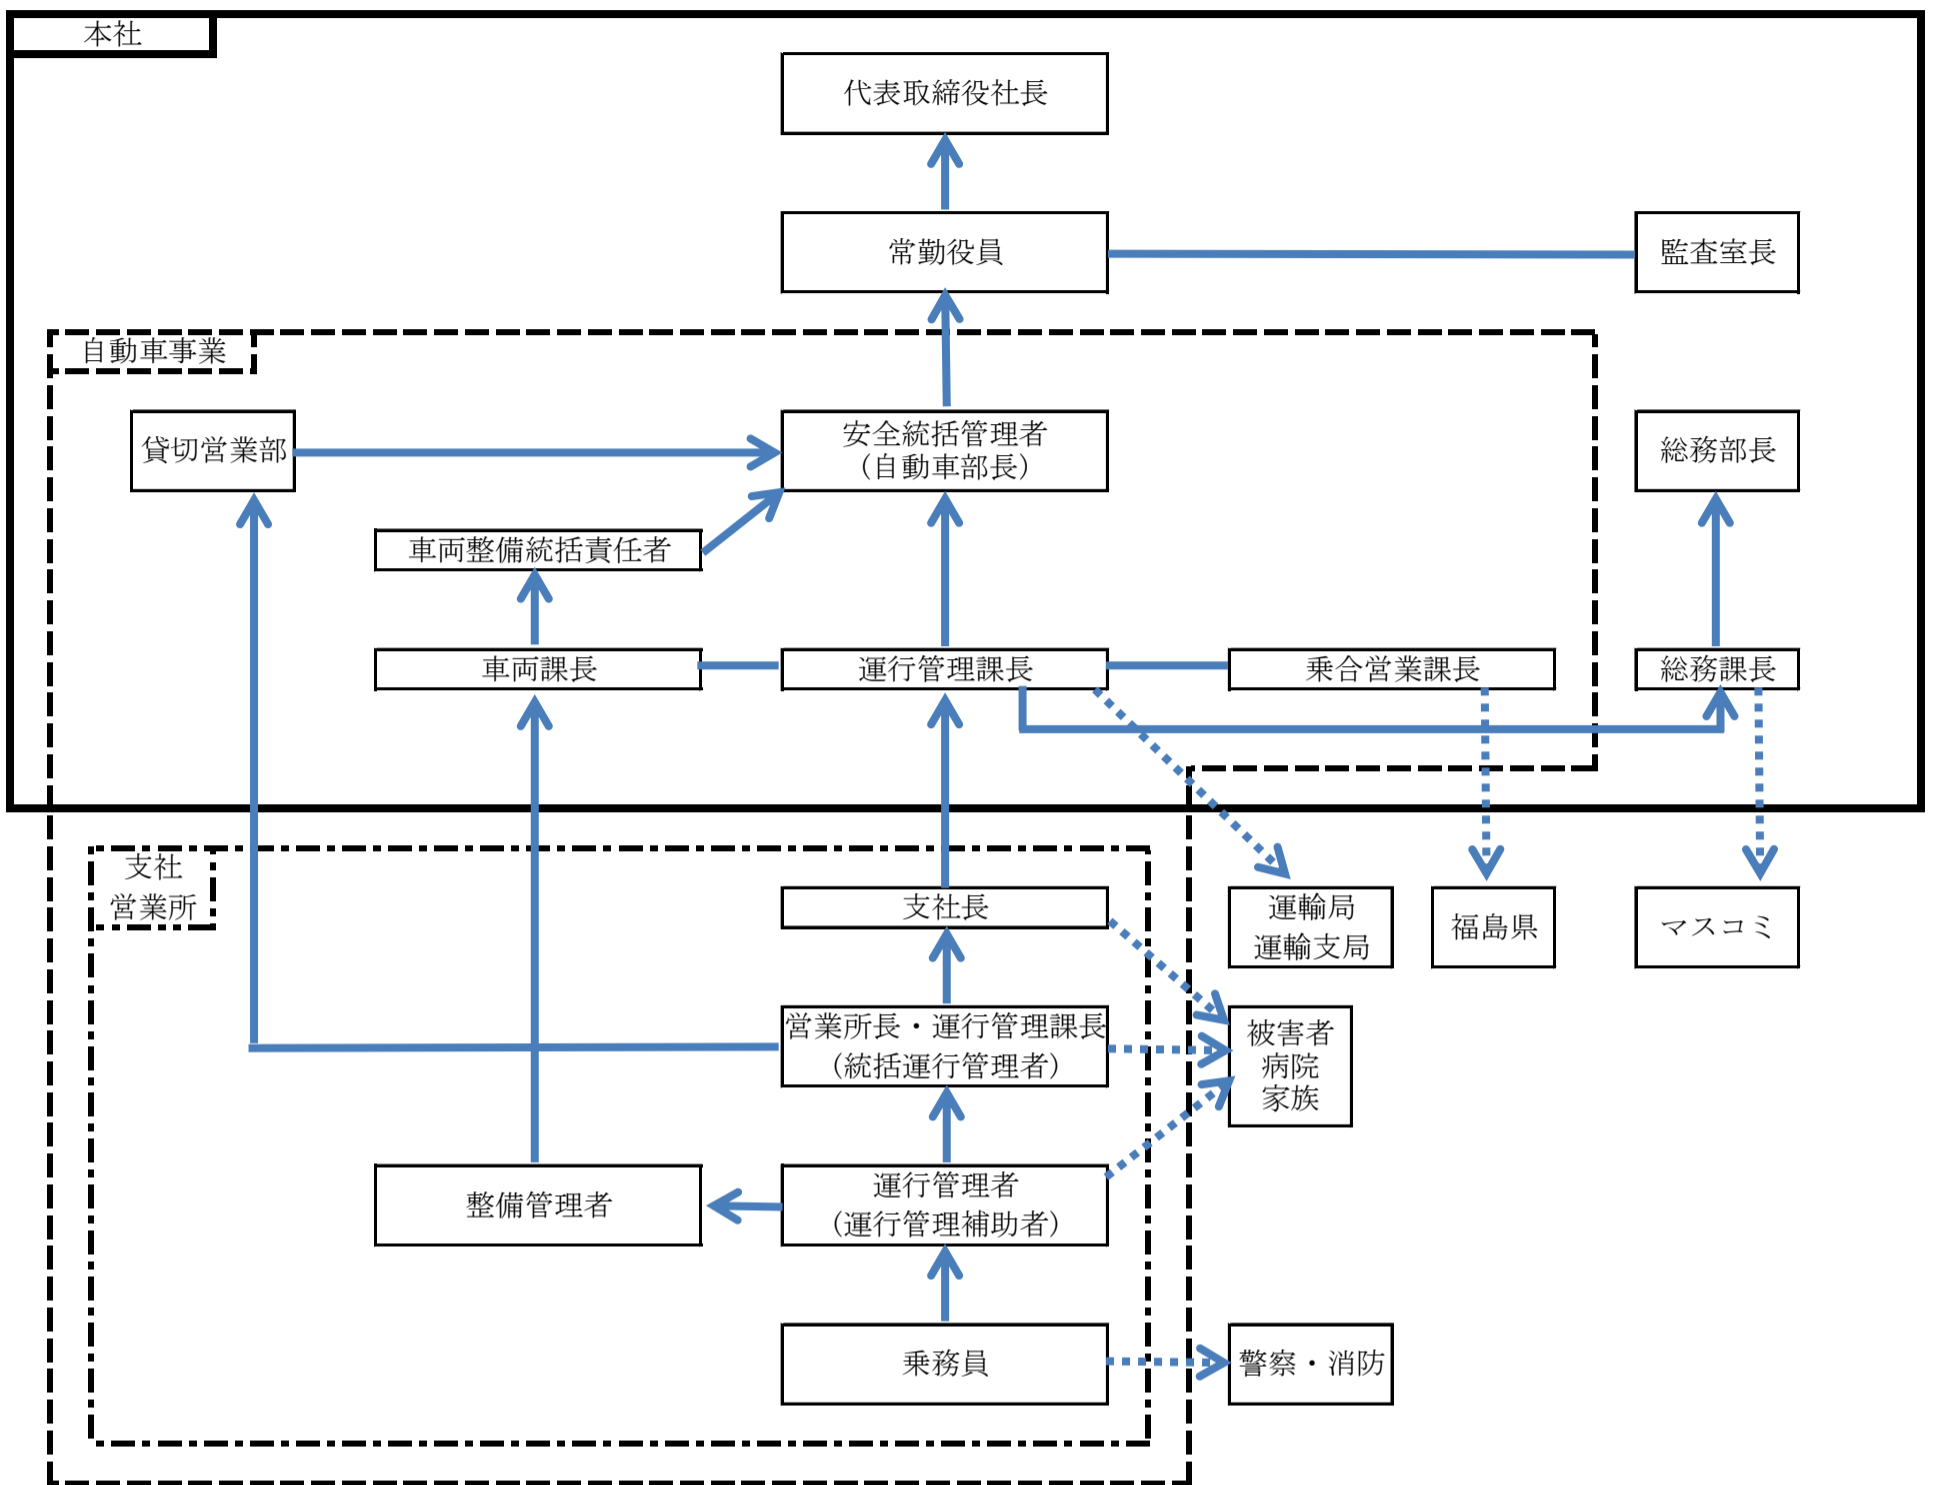 本社
代表取締役社長
常勤役員
監査室長
自動車事業
貸切営業部
安全統括管理者
（自動車部長）
総務部長
車両整備統括責任者
車両課長
運行管理課長
乗合営業課長
総務課長
支社
営業所
支社長
運輸局
運輸支局
福島県
マスコミ
営業所長・運行管理課長
（統括運行管理者）
被害者
病院
家族
整備管理者
運行管理者
（運行管理補助者）
乗務員
警察・消防